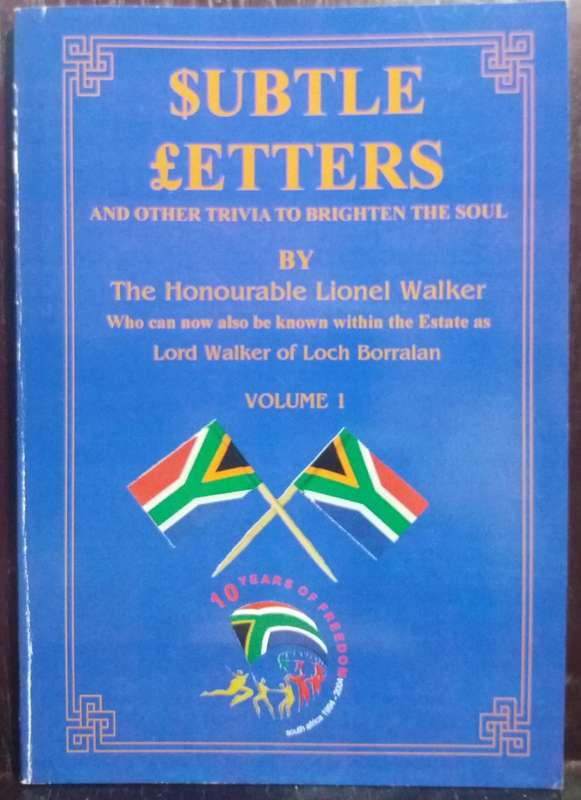 $UBTLE
£ETTERS
AND OTHER TRIVIA TO BRIGHTEN THE SOUL
BY
The Honourable Lionel Walker
Who can now also be known within the Estate as
Lord Walker of Loch Borralan
VOLUME 1
10 YEARS OF FREEDOM
south africa 1994 - 2004